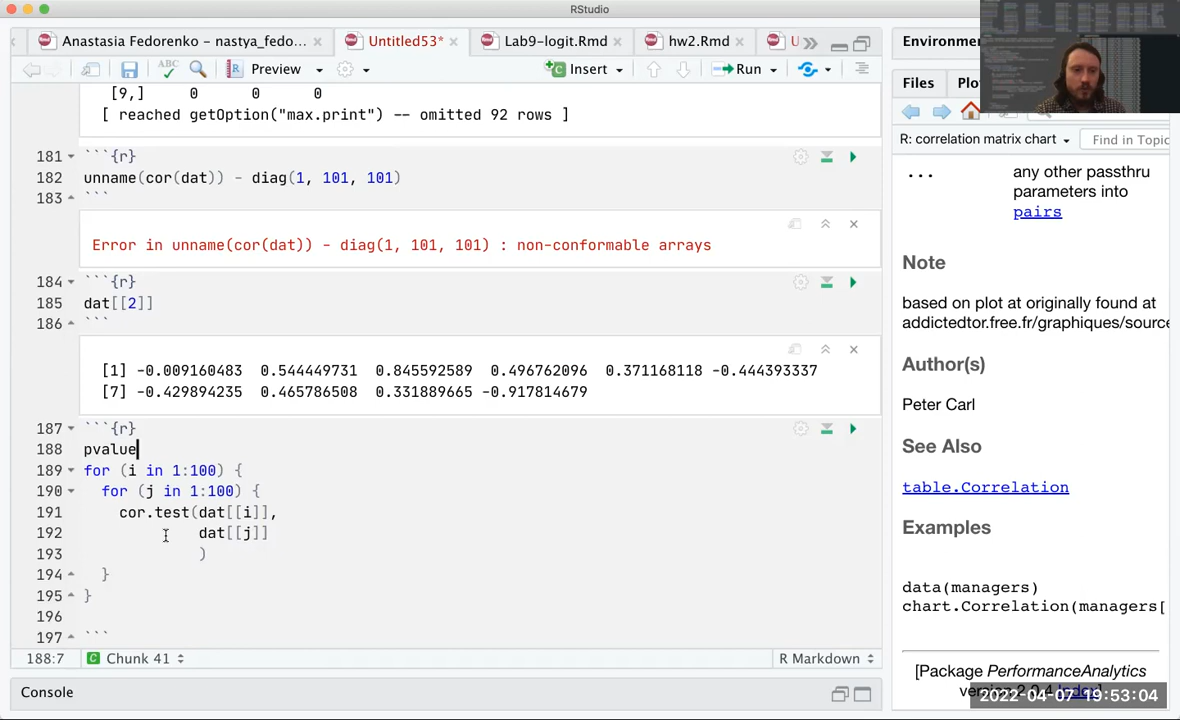 RStudio
Anastasia Fedorenko – nastya_fedo...
Untitled53*
Lab9-logit.Rmd
hw2.Rmd
U
ABC
Preview
Insert
Run
[9,] 0 0 0
[ reached getOption("max.print") -- omitted 92 rows ]
181 ```{r}
182 unname(cor(dat)) - diag(1, 101, 101)
183 ```
Error in unname(cor(dat)) - diag(1, 101, 101) : non-conformable arrays
184 ```{r}
185 dat[[2]]
186 ```
[1] -0.009160483 0.544449731 0.845592589 0.496762096 0.371168118 -0.444393337
[7] -0.429894235 0.465786508 0.331889665 -0.917814679
187 ```{r}
188 pvalue
189 for (i in 1:100) {
190 for (j in 1:100) {
191 cor.test(dat[[i]],
192 dat[[j]]
193 )
194 }
195 }
196
197 ```
188:7 Chunk 41 R Markdown
Console
Environmen
Files Plo
R: correlation matrix chart Find in Topic
... any other passthru
parameters into
pairs
Note
based on plot at originally found at
addictedtor.free.fr/graphiques/source
Author(s)
Peter Carl
See Also
table.Correlation
Examples
data(managers)
chart.Correlation(managers[
[Package PerformanceAnalytics
2022-04-07 19:53:04